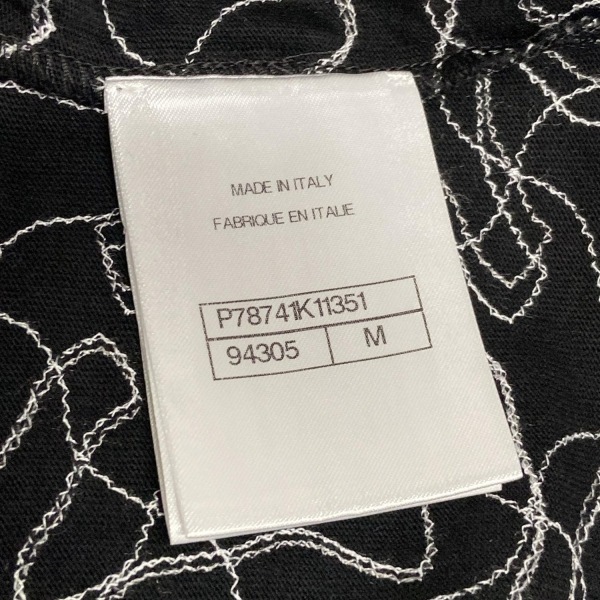 MADE IN ITALY
FABRIQUE EN ITALIE
P78741K11351
94305 M